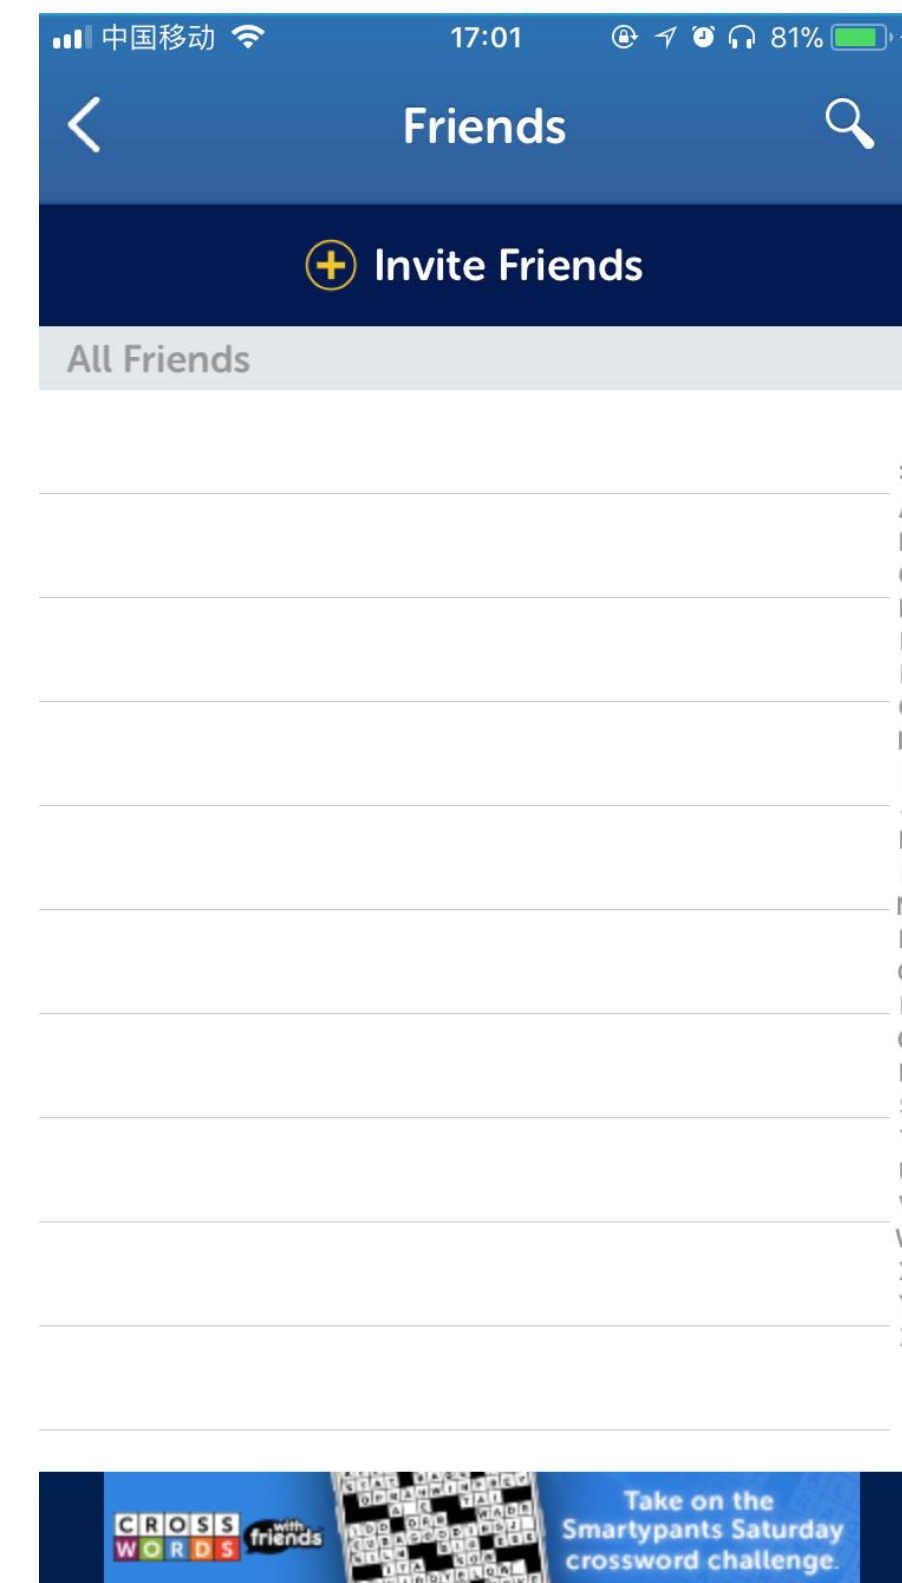 中国移动 17:01 81%
Friends
Invite Friends
All Friends
CROSS
WORDS
with
friends
Take on the
Smartypants Saturday
crossword challenge.